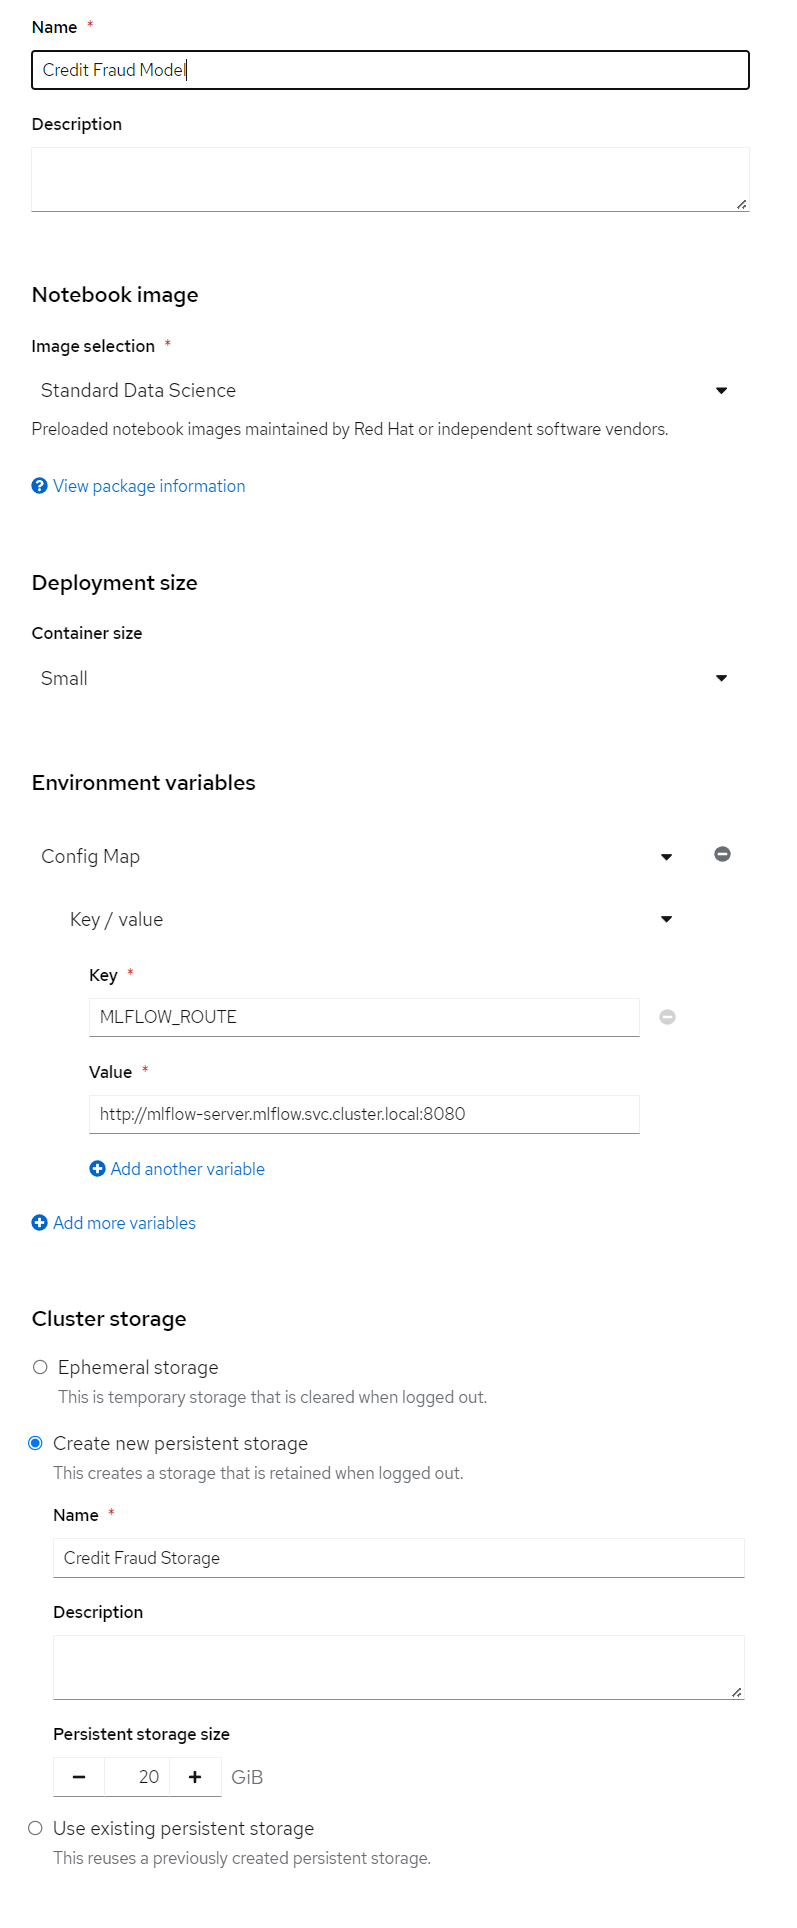 Name *
Credit Fraud Model
Description
Notebook image
Image selection *
Standard Data Science
Preloaded notebook images maintained by Red Hat or independent software vendors.
View package information
Deployment size
Container size
Small
Environment variables
Config Map
Key / value
Key *
MLFLOW_ROUTE
Value *
http://mlflow-server.mlflow.svc.cluster.local:8080
Add another variable
Add more variables
Cluster storage
Ephemeral storage
This is temporary storage that is cleared when logged out.
Create new persistent storage
This creates a storage that is retained when logged out.
Name *
Credit Fraud Storage
Description
Persistent storage size
20 GiB
Use existing persistent storage
This reuses a previously created persistent storage.